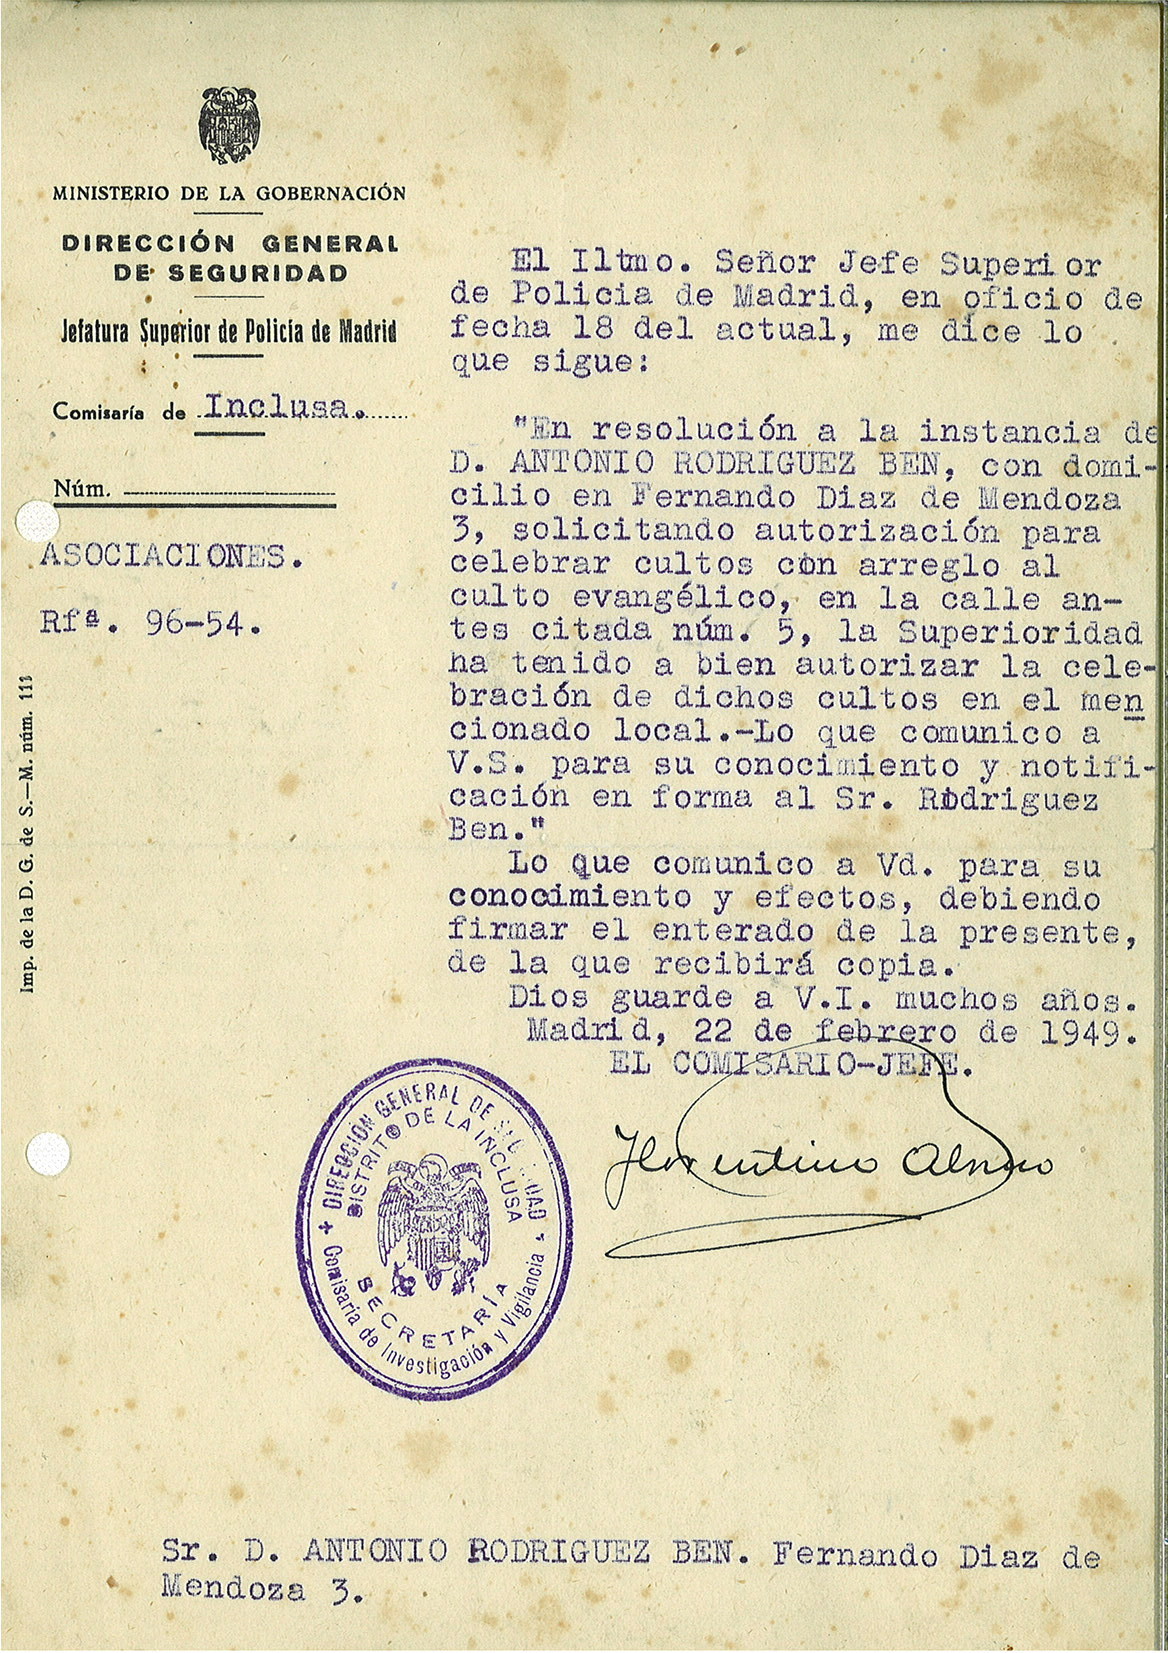 MINISTERIO DE LA GOBERNACIÓN
DIRECCIÓN GENERAL
DE SEGURIDAD
Jefatura Superior de Policía de Madrid
Comisaría de Inclusa.
Núm.
ASOCIACIONES.
Rfª. 96-54.
Imp. de la D. G. de S.—M. núm. 111
El Iltmo. Señor Jefe Superior
de Policia de Madrid, en oficio de
fecha 18 del actual, me dice lo
que sigue:
"En resolución a la instancia de
D. ANTONIO RODRIGUEZ BEN, con domi-
cilio en Fernando Diaz de Mendoza
3, solicitando autorización para
celebrar cultos con arreglo al
culto evangélico, en la calle an-
tes citada núm. 5, la Superioridad
ha tenido a bien autorizar la cele-
bración de dichos cultos en el men
cionado local.-Lo que comunico a
V.S. para su conocimiento y notifi-
cación en forma al Sr. Rodriguez
Ben."
Lo que comunico a Vd. para su
conocimiento y efectos, debiendo
firmar el enterado de la presente,
de la que recibirá copia.
Dios guarde a V.I. muchos años.
Madrid, 22 de febrero de 1949.
EL COMISARIO-JEFE.
Florentino Alonso
DIRECCIÓN GENERAL DE SEGURIDAD
DISTRITO DE LA INCLUSA
SECRETARÍA
Comisaría de Investigación y Vigilancia
Sr. D. ANTONIO RODRIGUEZ BEN. Fernando Diaz de
Mendoza 3.